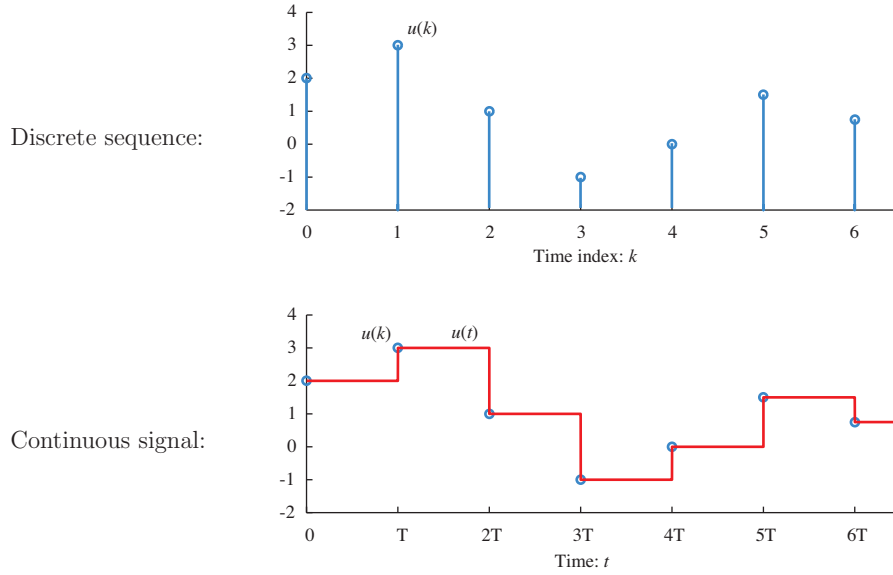 4
u(k)
3
2
Discrete sequence:
1
0
-1
-2
0 1 2 3 4 5 6
Time index: k
4
u(k) u(t)
3
2
1
Continuous signal:
0
-1
-2
0 T 2T 3T 4T 5T 6T
Time: t